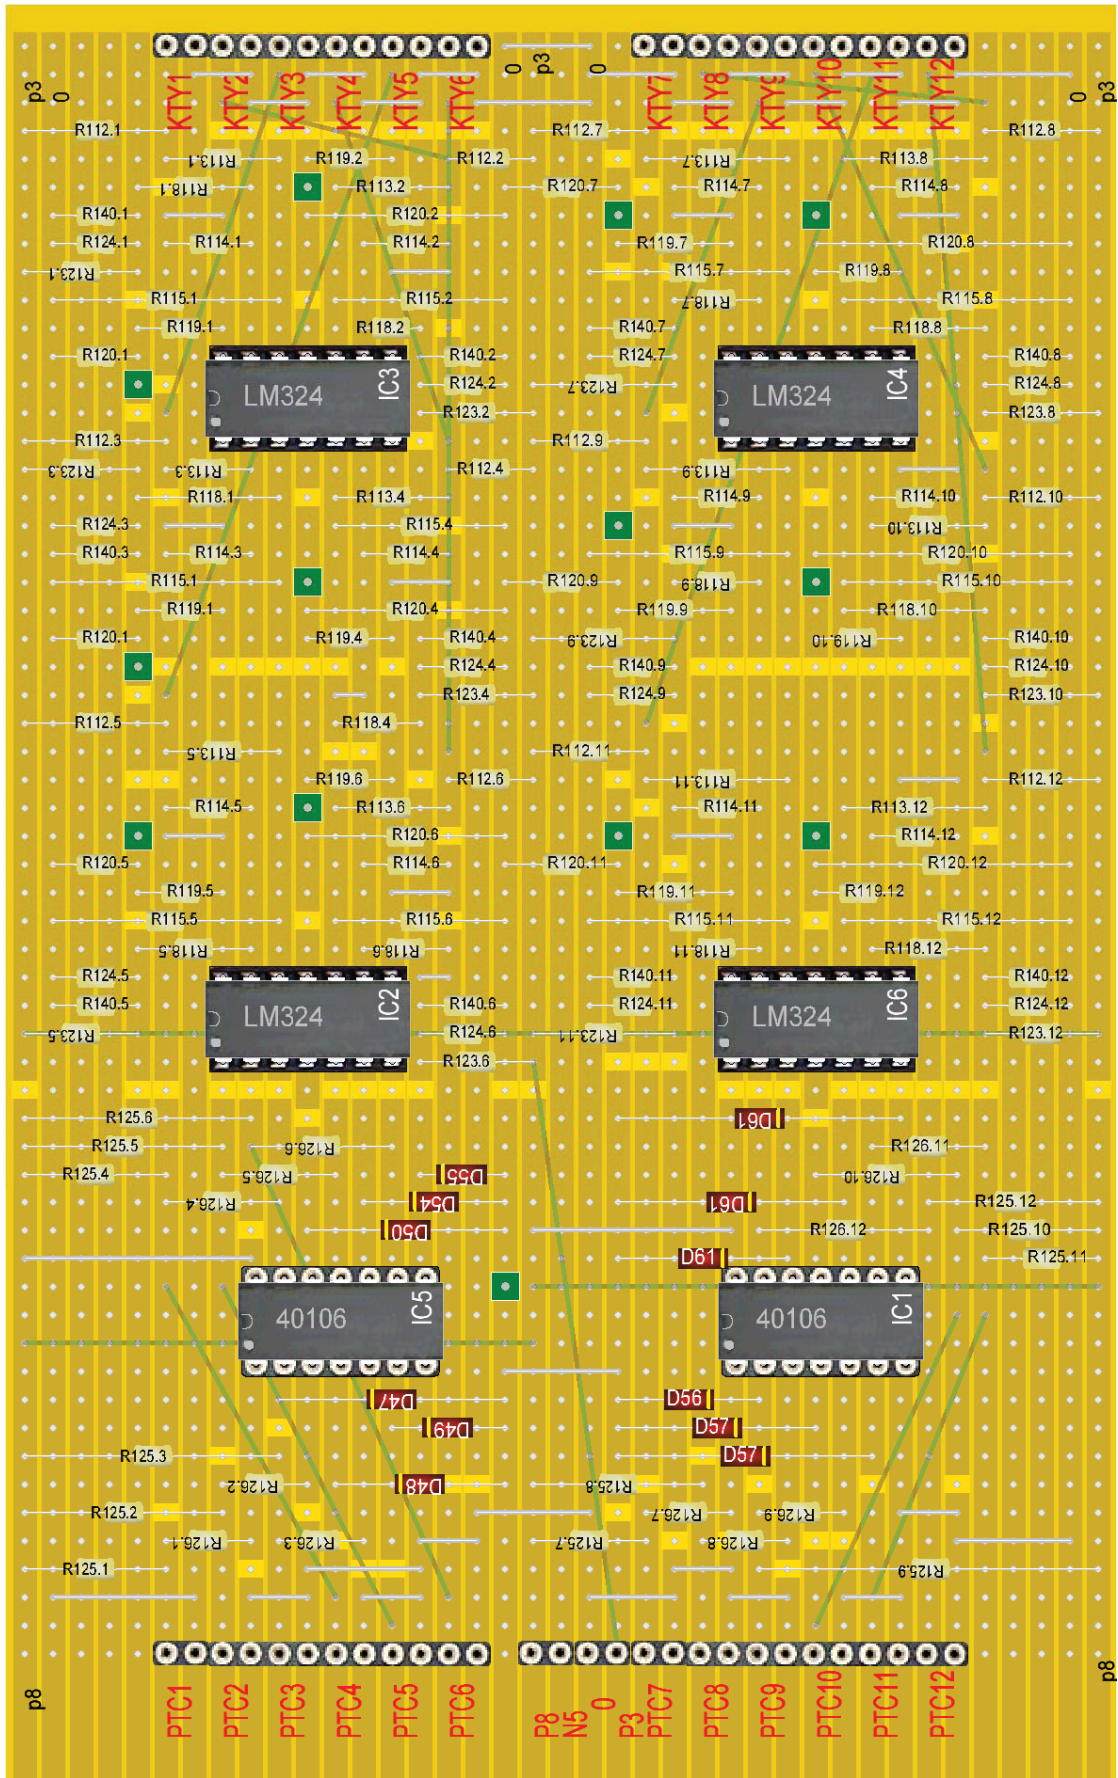 p3
0
KTY1
KTY2
KTY3
KTY4
KTY5
KTY6
0
p3
0
KTY7
KTY8
KTY9
KTY10
KTY11
KTY12
0
p3
R112.1
R112.7
R112.8
R113.1
R119.2
R112.2
R113.7
R113.8
R118.1
R113.2
R120.7
R114.7
R114.8
R140.1
R120.2
R124.1
R114.1
R114.2
R119.7
R120.8
R123.1
R115.7
R119.8
R115.1
R115.2
R118.7
R115.8
R119.1
R118.2
R140.7
R118.8
R120.1
R140.2
R124.7
R140.8
LM324
IC3
R124.2
R123.7
LM324
IC4
R124.8
R123.2
R123.8
R112.3
R112.9
R123.3
R113.3
R112.4
R113.9
R118.1
R113.4
R114.9
R114.10
R112.10
R124.3
R115.4
R113.10
R140.3
R114.3
R114.4
R115.9
R120.10
R115.1
R120.9
R118.9
R115.10
R119.1
R120.4
R119.9
R118.10
R120.1
R119.4
R140.4
R123.9
R119.10
R140.10
R124.4
R140.9
R124.10
R123.4
R124.9
R123.10
R112.5
R118.4
R113.5
R112.11
R119.6
R112.6
R113.11
R112.12
R114.5
R113.6
R114.11
R113.12
R120.6
R114.12
R120.5
R114.6
R120.11
R120.12
R119.5
R119.11
R119.12
R115.5
R115.6
R115.11
R115.12
R118.5
R118.6
R118.11
R118.12
R124.5
R140.11
R140.12
R140.5
LM324
IC2
R140.6
R124.11
LM324
IC6
R124.12
R123.5
R124.6
R123.11
R123.12
R123.6
R125.6
D61
R125.5
R126.6
R126.11
R125.4
R126.5
D55
R126.10
R126.4
D54
D61
R125.12
D50
R126.12
R125.10
D61
R125.11
40106
IC5
40106
IC1
D47
D56
D49
D57
R125.3
D57
R126.2
D48
R125.8
R125.2
R126.7
R126.9
R126.1
R126.3
R125.7
R126.8
R125.1
R125.9
p8
PTC1
PTC2
PTC3
PTC4
PTC5
PTC6
P8
N5
0
P3
PTC7
PTC8
PTC9
PTC10
PTC11
PTC12
p8